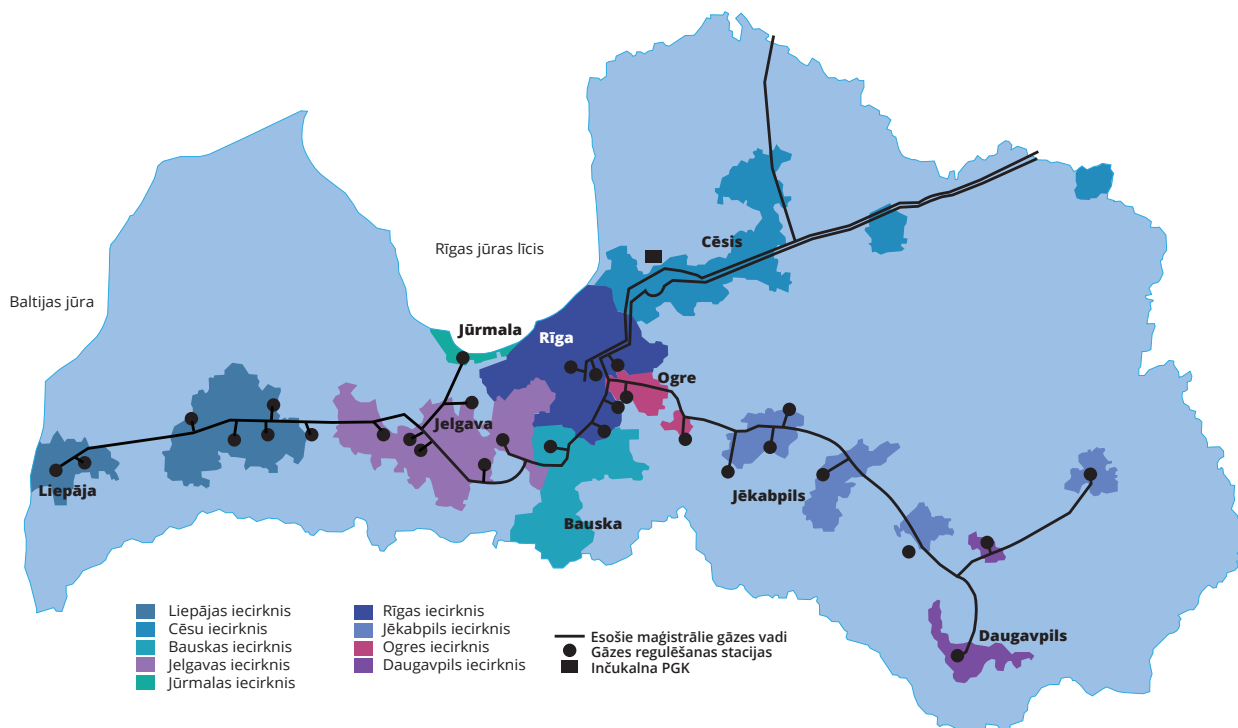 Rīgas jūras līcis
Baltijas jūra
Cēsis
Jūrmala
Rīga
Ogre
Jelgava
Liepāja
Jēkabpils
Bauska
Daugavpils
Liepājas iecirknis
Cēsu iecirknis
Bauskas iecirknis
Jelgavas iecirknis
Jūrmalas iecirknis
Rīgas iecirknis
Jēkabpils iecirknis
Ogres iecirknis
Daugavpils iecirknis
Esošie maģistrālie gāzes vadi
Gāzes regulēšanas stacijas
Inčukalna PGK